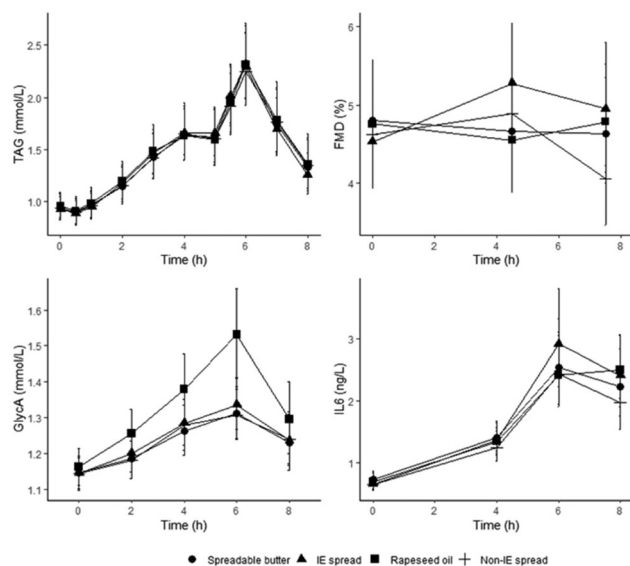 TAG (mmol/L)
2.5
2.0
1.5
1.0
0 2 4 6 8
Time (h)
FMD (%)
6
5
4
0 2 4 6 8
Time (h)
GlycA (mmol/L)
1.6
1.5
1.4
1.3
1.2
1.1
0 2 4 6 8
Time (h)
IL6 (ng/L)
3
2
1
0 2 4 6 8
Time (h)
Spreadable butter IE spread Rapeseed oil Non-IE spread